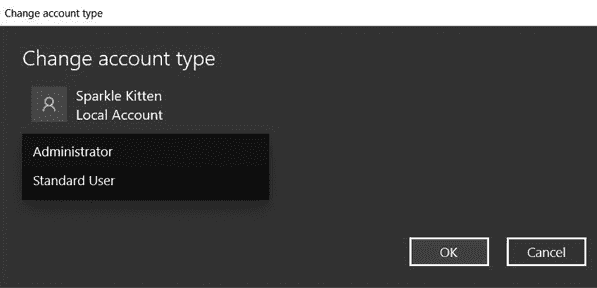 Change account type
Change account type
Sparkle Kitten
Local Account
Administrator
Standard User
OK
Cancel